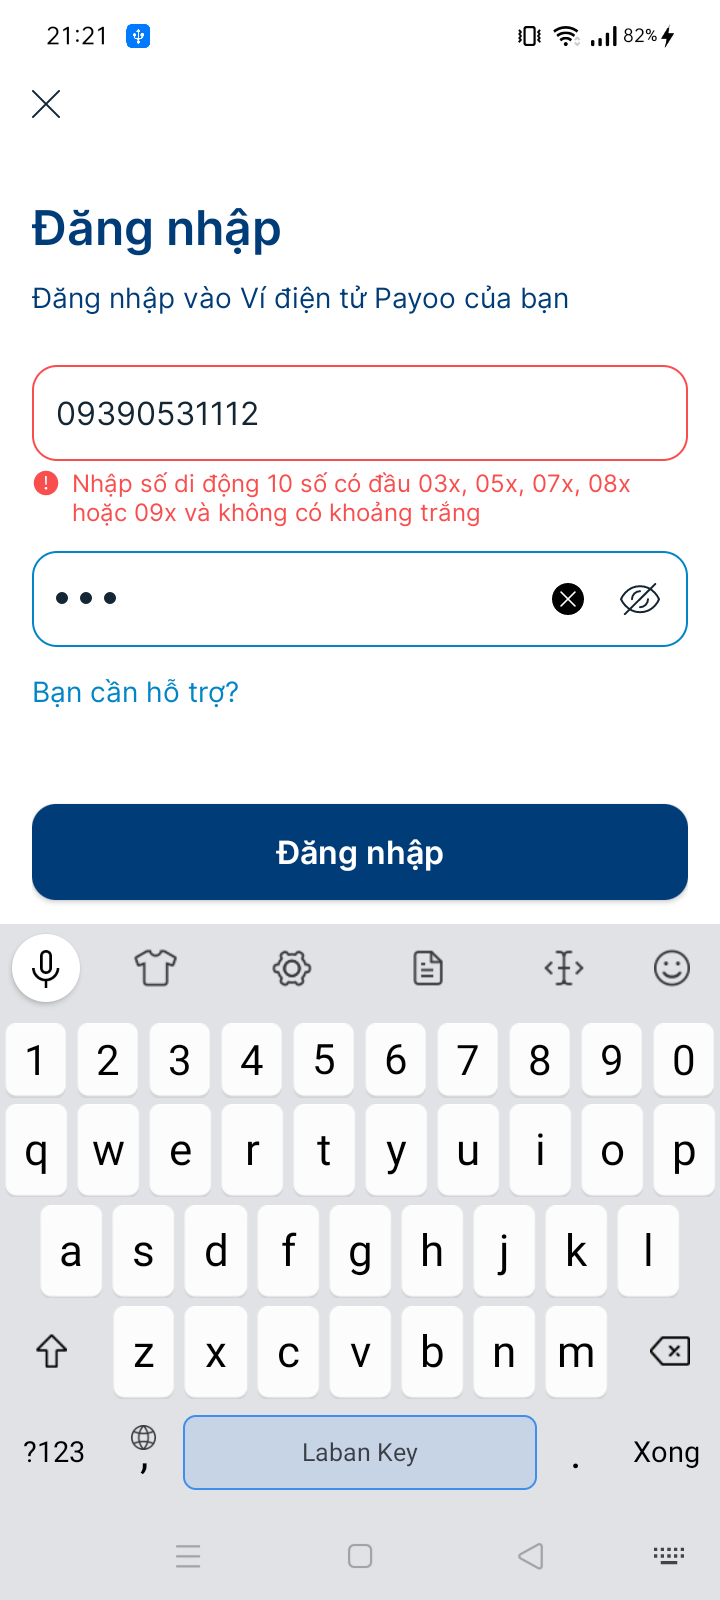 21:21
82%
Đăng nhập
Đăng nhập vào Ví điện tử Payoo của bạn
09390531112
Nhập số di động 10 số có đầu 03x, 05x, 07x, 08x
hoặc 09x và không có khoảng trắng
Bạn cần hỗ trợ?
Đăng nhập
1 2 3 4 5 6 7 8 9 0
q w e r t y u i o p
a s d f g h j k l
z x c v b n m
?123 , Laban Key . Xong